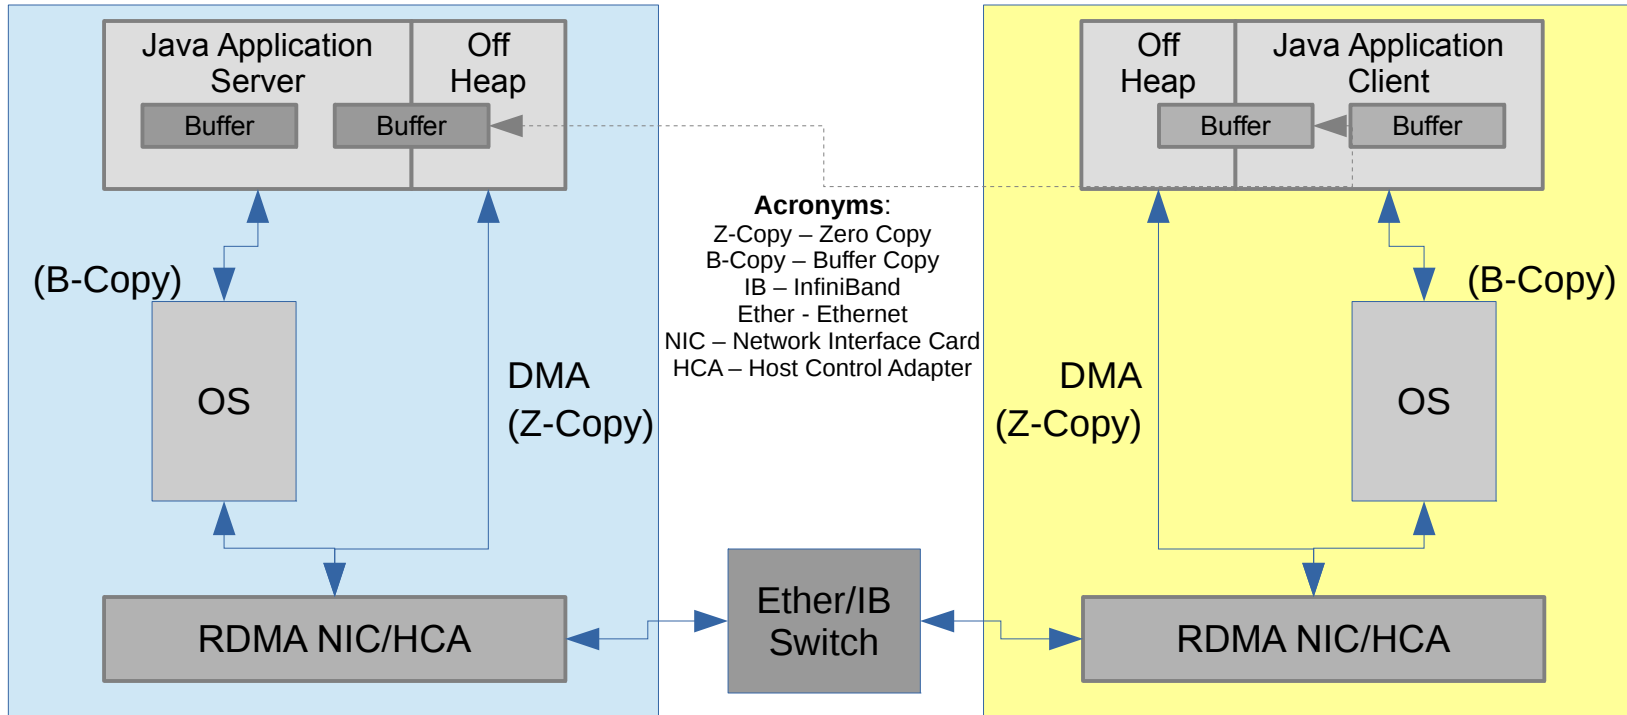 Java Application
Server
Off
Heap
Buffer
Buffer
(B-Copy)
OS
DMA
(Z-Copy)
RDMA NIC/HCA
Acronyms:
Z-Copy – Zero Copy
B-Copy – Buffer Copy
IB – InfiniBand
Ether - Ethernet
NIC – Network Interface Card
HCA – Host Control Adapter
Ether/IB
Switch
Off
Heap
Java Application
Client
Buffer
Buffer
(B-Copy)
DMA
(Z-Copy)
OS
RDMA NIC/HCA